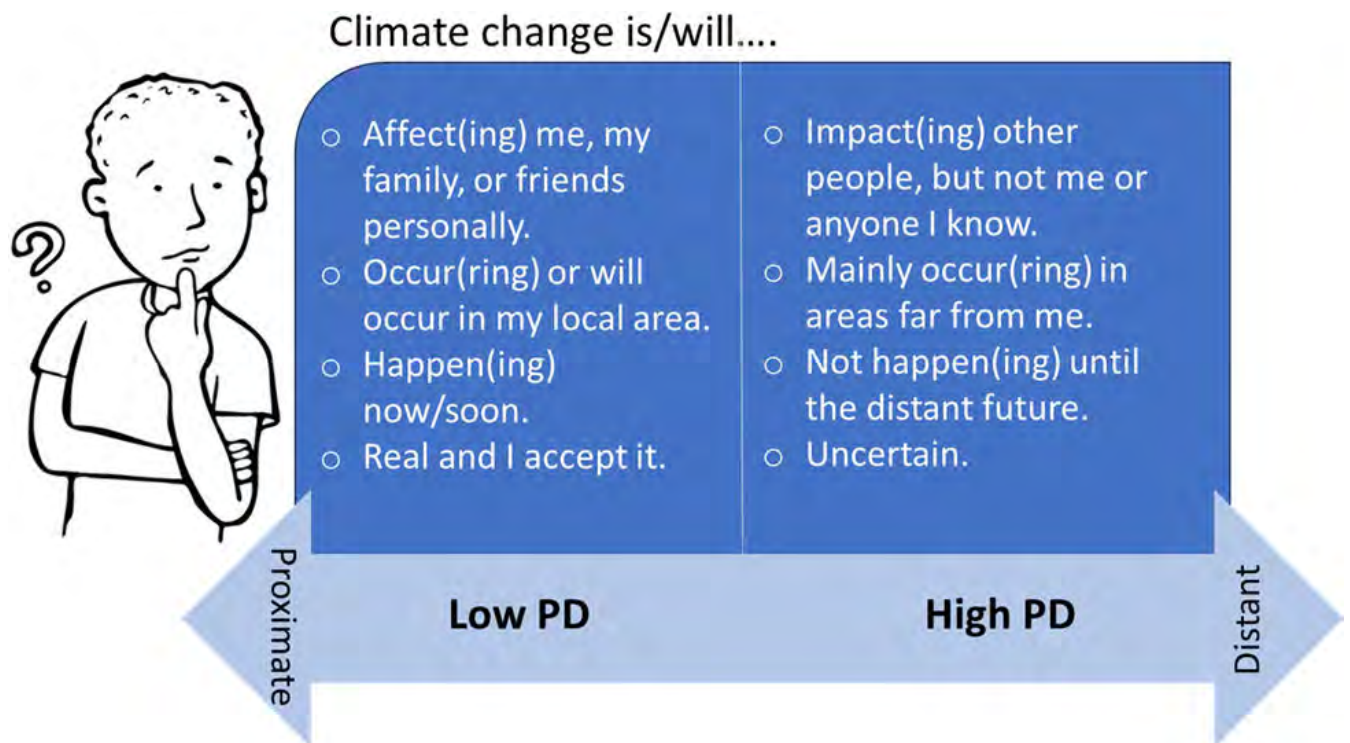 Climate change is/will....
○ Affect(ing) me, my
family, or friends
personally.
○ Occur(ring) or will
occur in my local area.
○ Happen(ing)
now/soon.
○ Real and I accept it.
○ Impact(ing) other
people, but not me or
anyone I know.
○ Mainly occur(ring) in
areas far from me.
○ Not happen(ing) until
the distant future.
○ Uncertain.
?
Proximate
Low PD
High PD
Distant